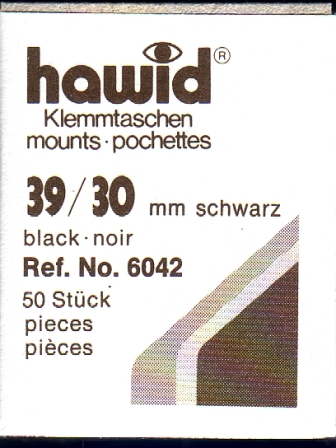 hawid®
Klemmtaschen
mounts · pochettes
39/30 mm schwarz
black · noir
Ref. No. 6042
50 Stück
pieces
pièces